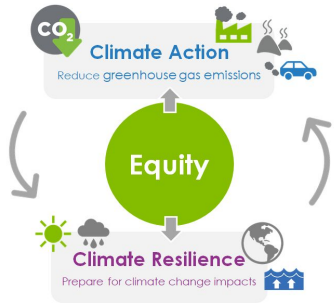 CO2
Climate Action
Reduce greenhouse gas emissions
Equity
Climate Resilience
Prepare for climate change impacts